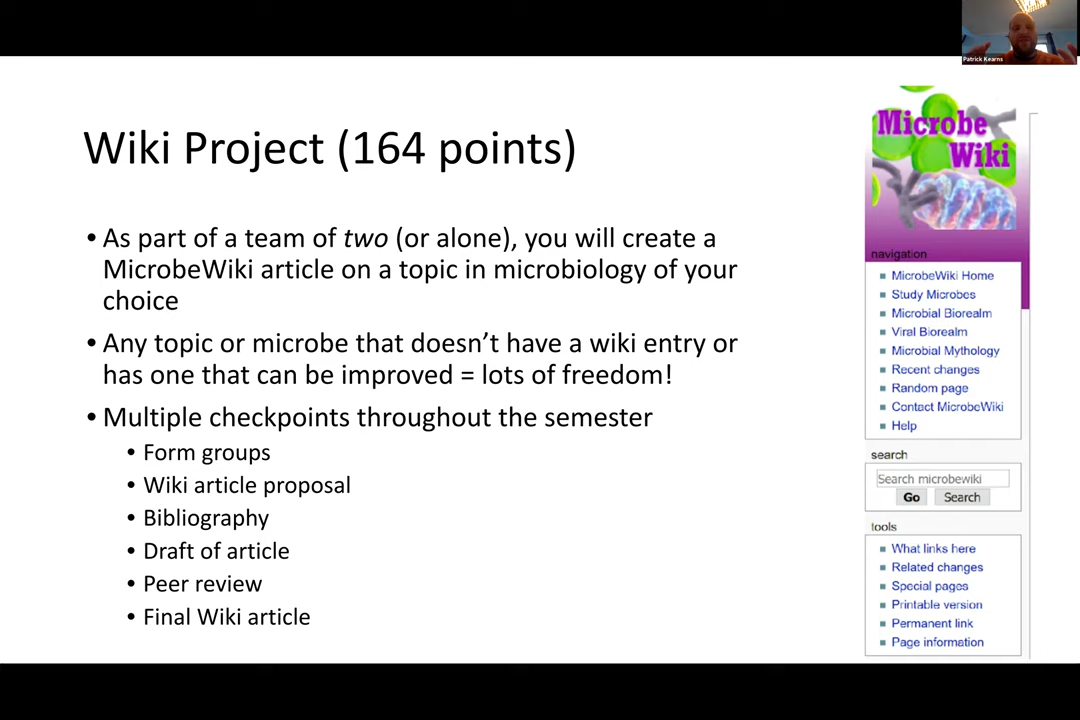 Patrick Kearns
Wiki Project (164 points)
• As part of a team of two (or alone), you will create a
MicrobeWiki article on a topic in microbiology of your
choice
• Any topic or microbe that doesn’t have a wiki entry or
has one that can be improved = lots of freedom!
• Multiple checkpoints throughout the semester
• Form groups
• Wiki article proposal
• Bibliography
• Draft of article
• Peer review
• Final Wiki article
Microbe
Wiki
navigation
MicrobeWiki Home
Study Microbes
Microbial Biorealm
Viral Biorealm
Microbial Mythology
Recent changes
Random page
Contact MicrobeWiki
Help
search
Search microbewiki
Go Search
tools
What links here
Related changes
Special pages
Printable version
Permanent link
Page information